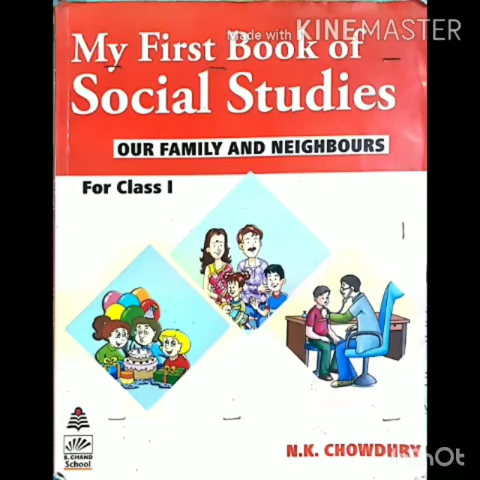 Made with KINEMASTER
My First Book of
Social Studies
OUR FAMILY AND NEIGHBOURS
For Class I
N.K. CHOWDHRY
S. CHAND
School